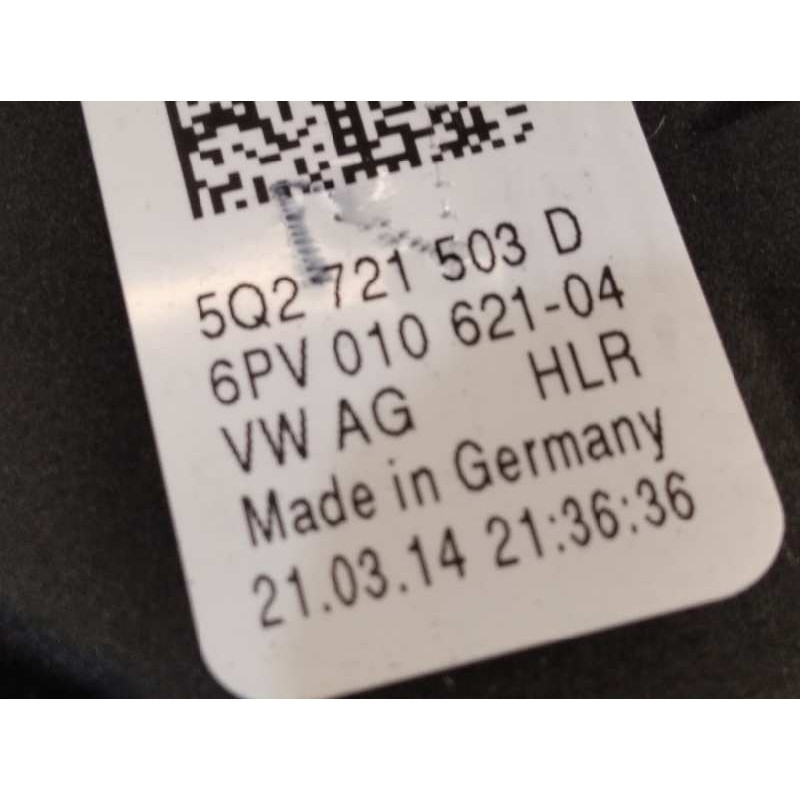 5Q2 721 503 D
6PV 010 621-04
VW AG HLR
Made in Germany
21.03.14 21:36:36